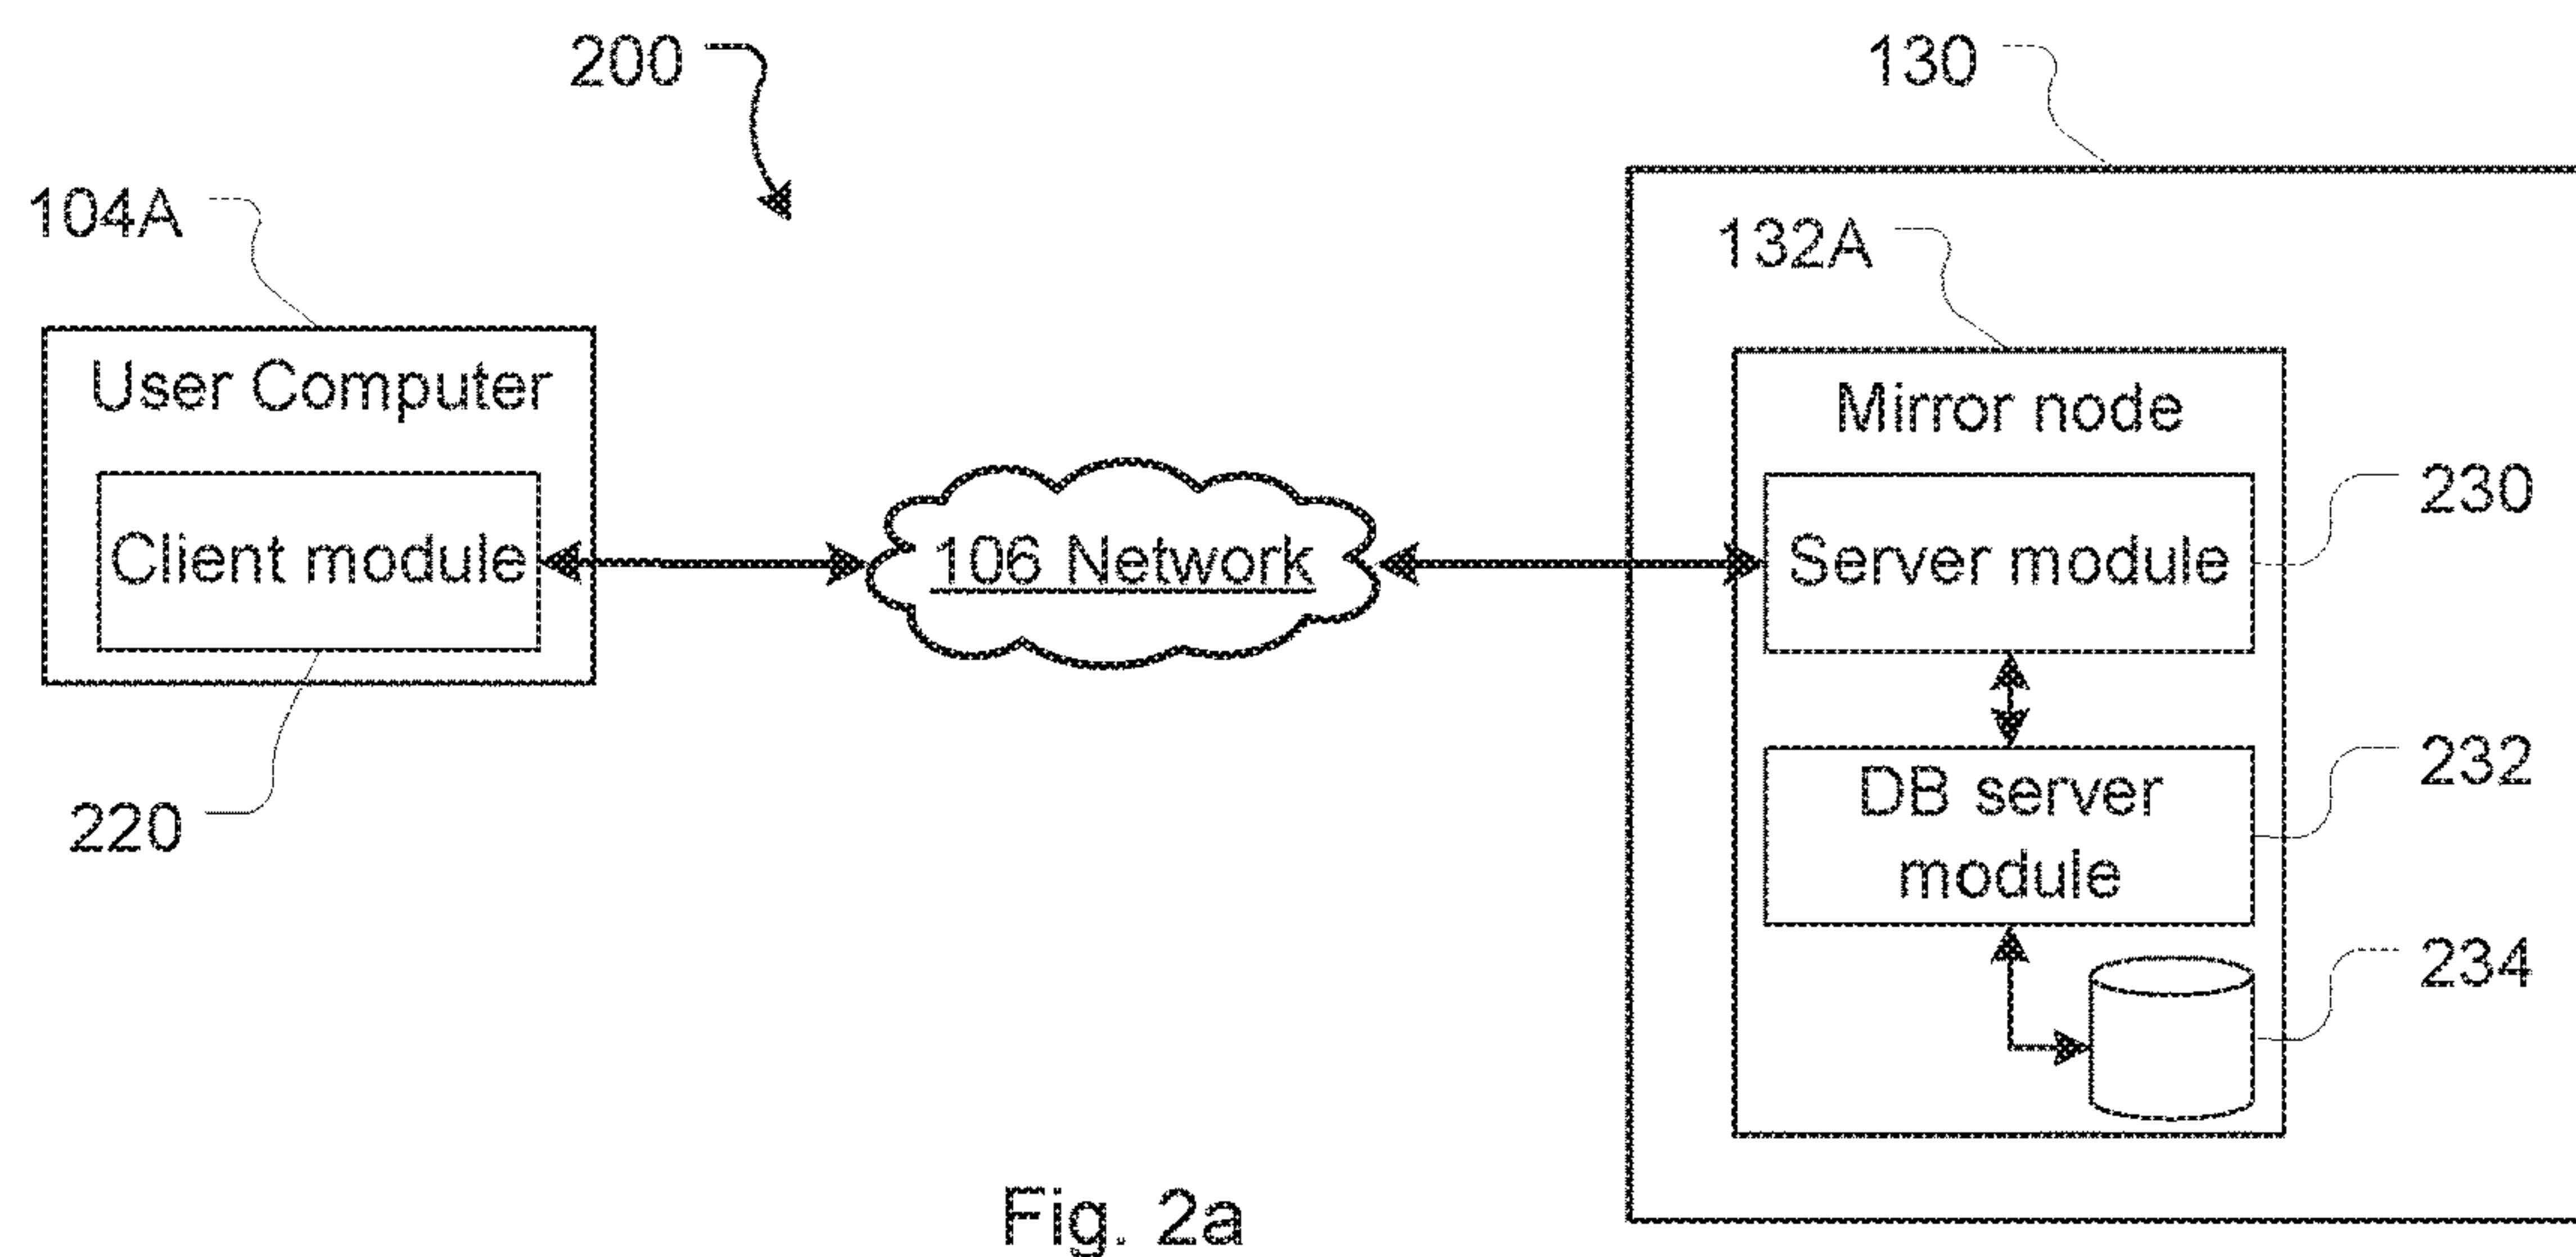 200
130
104A
132A
User Computer
Mirror node
Client module
106 Network
Server module
230
220
DB server
module
232
234
Fig. 2a